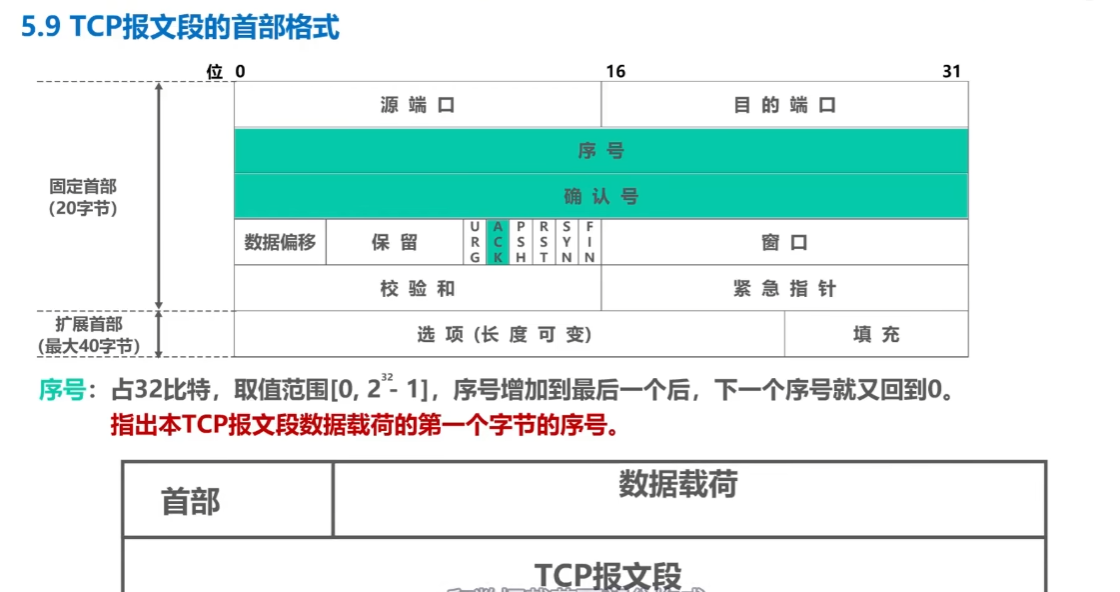 5.9 TCP报文段的首部格式
位 0 16 31
源端口 目的端口
序号
确认号
固定首部
(20字节)
数据偏移 保留 URG ACK PSH RST SYN FIN 窗口
校验和 紧急指针
扩展首部
(最大40字节)
选项 (长度可变) 填充
序号：占32比特，取值范围[0, 2^32 - 1]，序号增加到最后一个后，下一个序号就又回到0。
指出本TCP报文段数据载荷的第一个字节的序号。
首部 数据载荷
TCP报文段